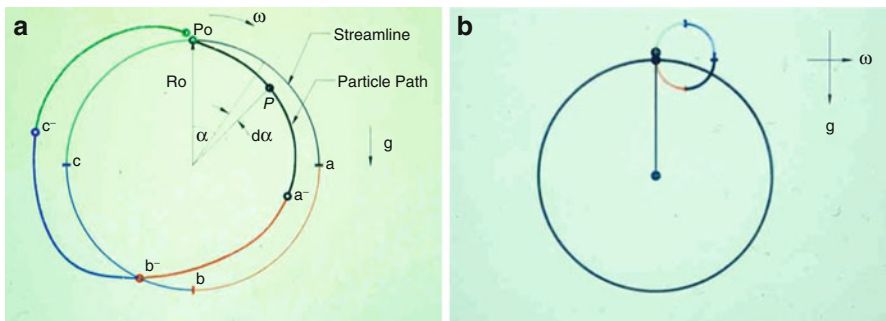 a
Po
ω
Streamline
Ro
Particle Path
P
c⁻
α
dα
g
c
a
a⁻
b⁻
b
b
ω
g